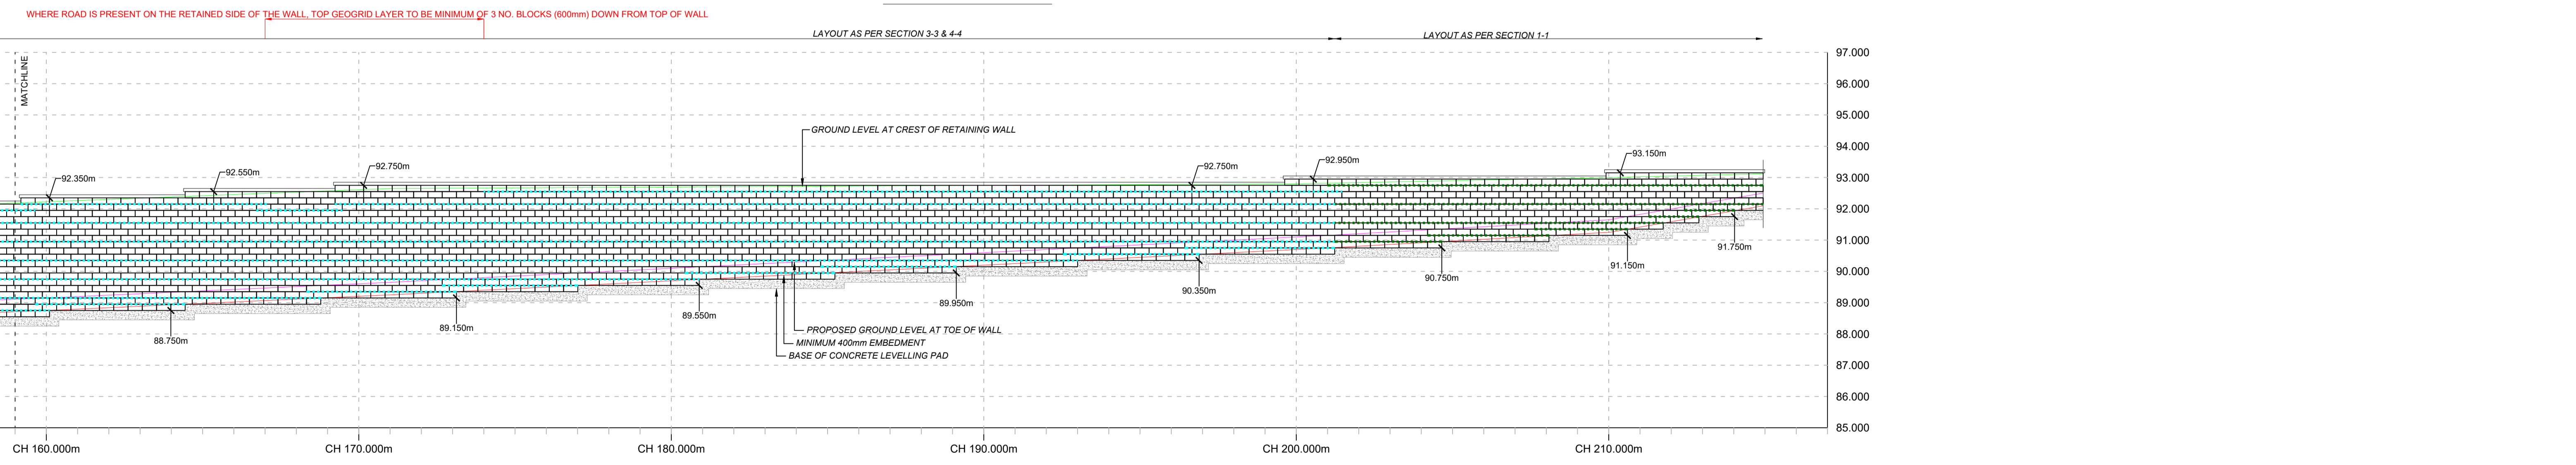 WHERE ROAD IS PRESENT ON THE RETAINED SIDE OF THE WALL, TOP GEOGRID LAYER TO BE MINIMUM OF 3 NO. BLOCKS (600mm) DOWN FROM TOP OF WALL
LAYOUT AS PER SECTION 3-3 & 4-4
LAYOUT AS PER SECTION 1-1
MATCHLINE
97.000
96.000
95.000
94.000
93.000
92.000
91.000
90.000
89.000
88.000
87.000
86.000
85.000
GROUND LEVEL AT CREST OF RETAINING WALL
92.350m
92.550m
92.750m
92.750m
92.950m
93.150m
88.750m
89.150m
89.550m
89.950m
90.350m
90.750m
91.150m
91.750m
PROPOSED GROUND LEVEL AT TOE OF WALL
MINIMUM 400mm EMBEDMENT
BASE OF CONCRETE LEVELLING PAD
CH 160.000m
CH 170.000m
CH 180.000m
CH 190.000m
CH 200.000m
CH 210.000m